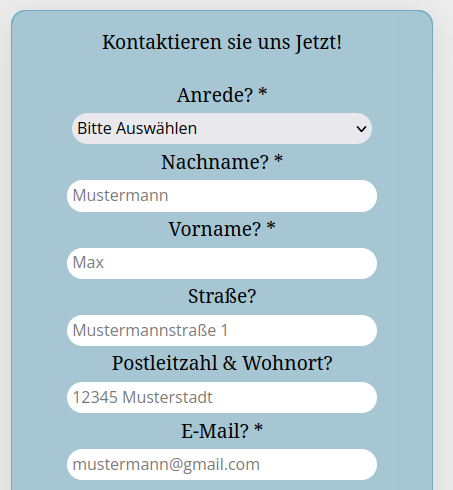 Kontaktieren sie uns Jetzt!
Anrede? *
Bitte Auswählen
Nachname? *
Mustermann
Vorname? *
Max
Straße?
Mustermannstraße 1
Postleitzahl & Wohnort?
12345 Musterstadt
E-Mail? *
mustermann@gmail.com